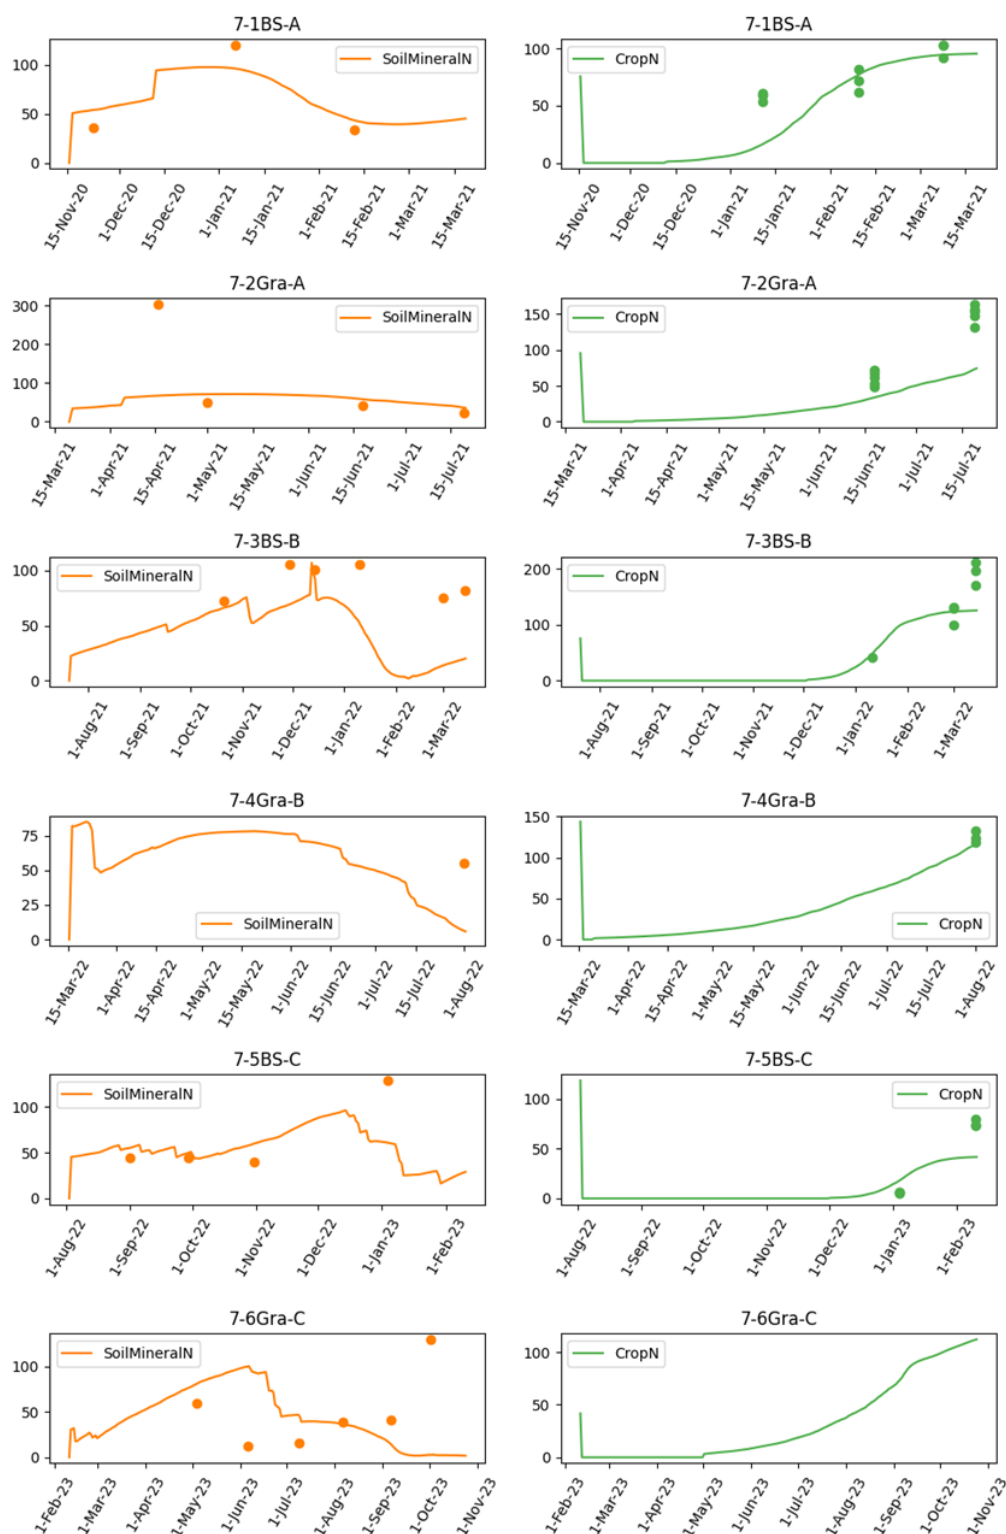 7-1BS-A
100
50
0
SoilMineralN
15-Nov-20
1-Dec-20
15-Dec-20
1-Jan-21
15-Jan-21
1-Feb-21
15-Feb-21
1-Mar-21
15-Mar-21
7-1BS-A
100
50
0
CropN
15-Nov-20
1-Dec-20
15-Dec-20
1-Jan-21
15-Jan-21
1-Feb-21
15-Feb-21
1-Mar-21
15-Mar-21
7-2Gra-A
300
200
100
0
SoilMineralN
15-Mar-21
1-Apr-21
15-Apr-21
1-May-21
15-May-21
1-Jun-21
15-Jun-21
1-Jul-21
15-Jul-21
7-2Gra-A
150
100
50
0
CropN
15-Mar-21
1-Apr-21
15-Apr-21
1-May-21
15-May-21
1-Jun-21
15-Jun-21
1-Jul-21
15-Jul-21
7-3BS-B
100
50
0
SoilMineralN
1-Aug-21
1-Sep-21
1-Oct-21
1-Nov-21
1-Dec-21
1-Jan-22
1-Feb-22
1-Mar-22
7-3BS-B
200
100
0
CropN
1-Aug-21
1-Sep-21
1-Oct-21
1-Nov-21
1-Dec-21
1-Jan-22
1-Feb-22
1-Mar-22
7-4Gra-B
75
50
25
0
SoilMineralN
15-Mar-22
1-Apr-22
15-Apr-22
1-May-22
15-May-22
1-Jun-22
15-Jun-22
1-Jul-22
15-Jul-22
1-Aug-22
7-4Gra-B
150
100
50
0
CropN
15-Mar-22
1-Apr-22
15-Apr-22
1-May-22
15-May-22
1-Jun-22
15-Jun-22
1-Jul-22
15-Jul-22
1-Aug-22
7-5BS-C
100
50
0
SoilMineralN
1-Aug-22
1-Sep-22
1-Oct-22
1-Nov-22
1-Dec-22
1-Jan-23
1-Feb-23
7-5BS-C
100
50
0
CropN
1-Aug-22
1-Sep-22
1-Oct-22
1-Nov-22
1-Dec-22
1-Jan-23
1-Feb-23
7-6Gra-C
100
50
0
SoilMineralN
1-Feb-23
1-Mar-23
1-Apr-23
1-May-23
1-Jun-23
1-Jul-23
1-Aug-23
1-Sep-23
1-Oct-23
1-Nov-23
7-6Gra-C
100
50
0
CropN
1-Feb-23
1-Mar-23
1-Apr-23
1-May-23
1-Jun-23
1-Jul-23
1-Aug-23
1-Sep-23
1-Oct-23
1-Nov-23